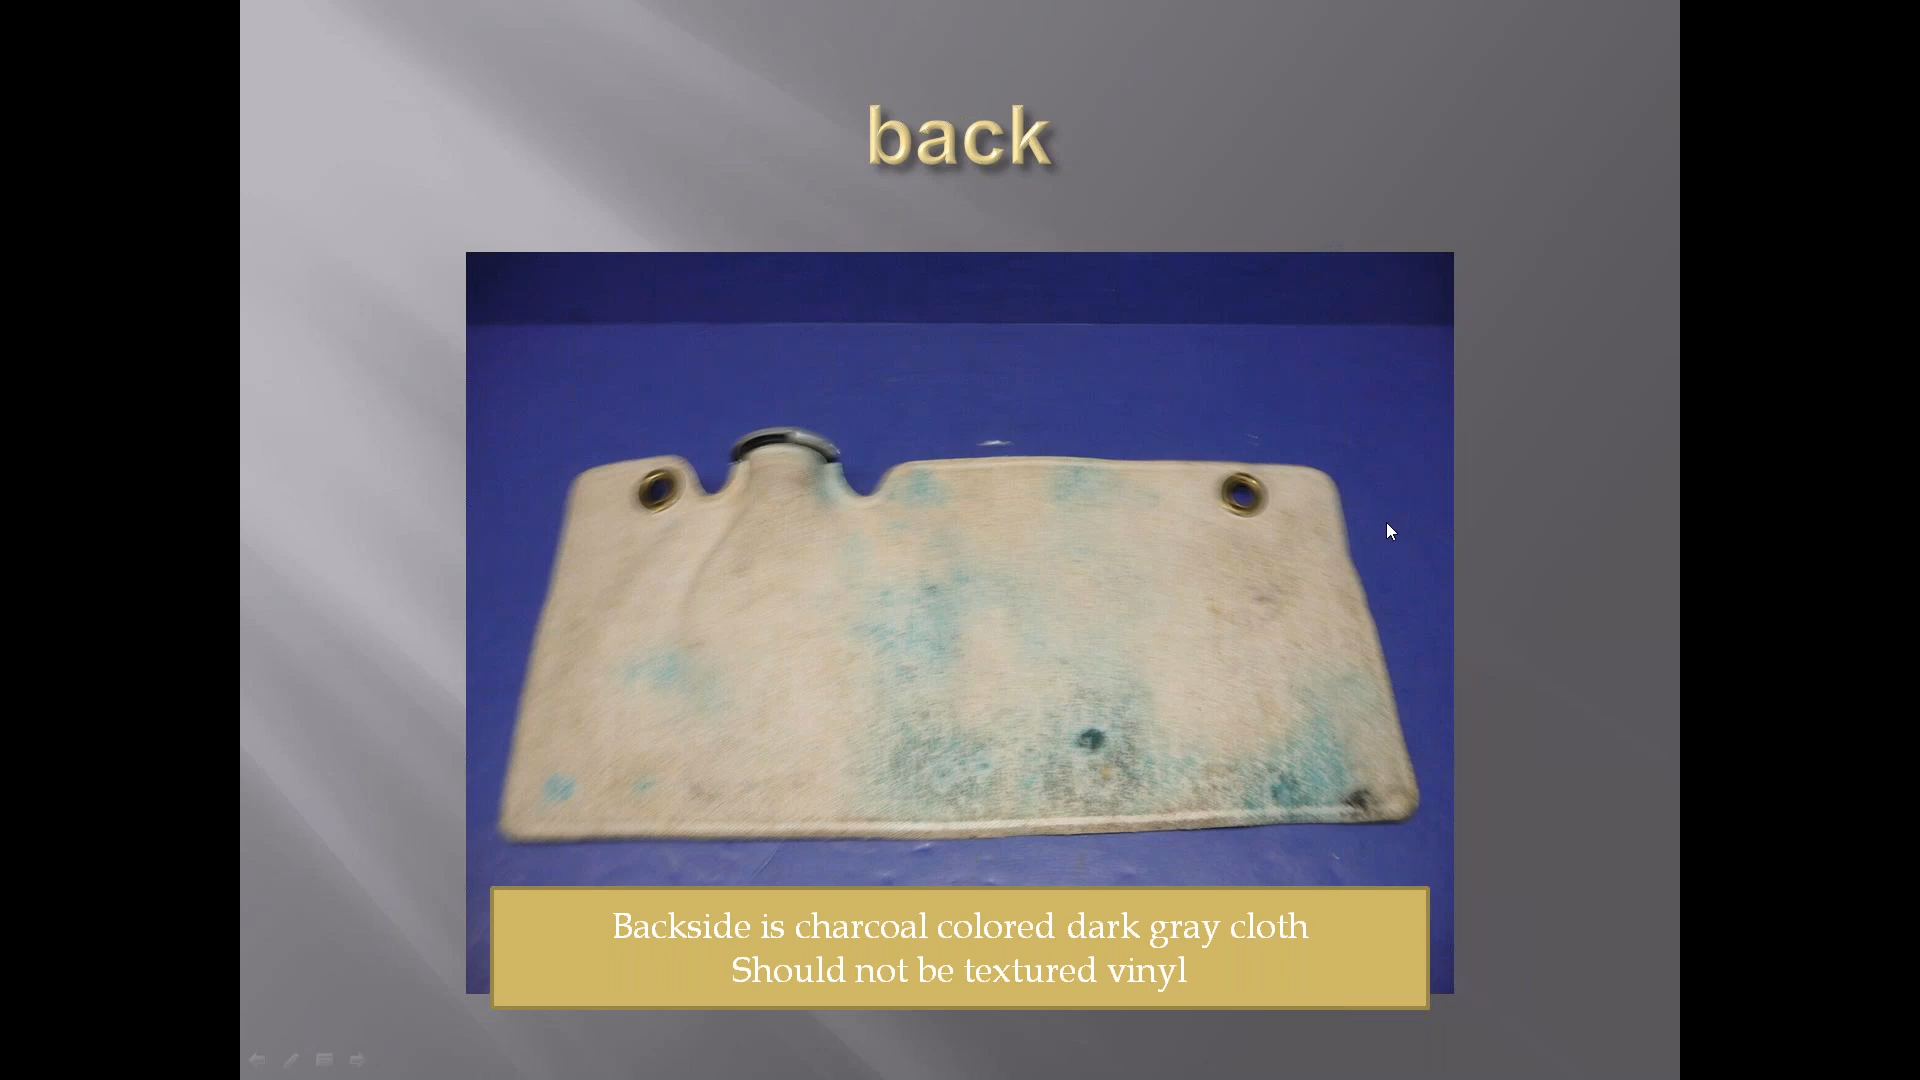 back
Backside is charcoal colored dark gray cloth
Should not be textured vinyl